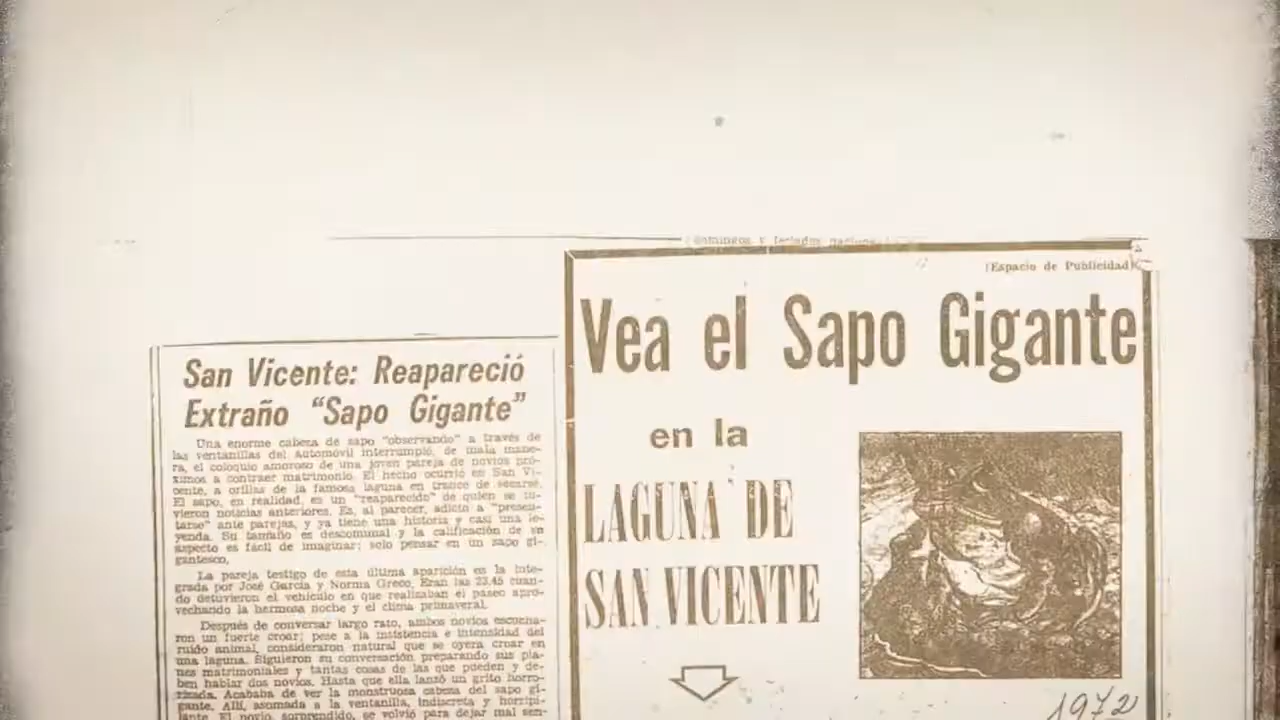 (Espacio de Publicidad)
San Vicente: Reapareció
Extraño “Sapo Gigante”
Una enorme cabeza de sapo “observando” a través de
las ventanillas del automóvil interrumpió, de mala mane-
ra, el coloquio amoroso de una joven pareja de novios pró-
ximos a contraer matrimonio. El hecho ocurrió en San Vi-
cente, a orillas de la famosa laguna en trance de secarse.
El sapo, en realidad, es un “reaparecido” de quien se tu-
vieron noticias anteriores. Es, al parecer, adicto a “presen-
tarse” ante parejas, y ya tiene una historia y casi una le-
yenda. Su tamaño es descomunal y la calificación de su
aspecto es fácil de imaginar: solo pensar en un sapo gi-
gantesco,
La pareja testigo de esta última aparición es la inte-
grada por José García y Norma Greco. Eran las 23.45 cuan-
do detuvieron el vehículo en que realizaban el paseo apro-
vechando la hermosa noche y el clima primaveral.
Después de conversar largo rato, ambos novios escucha-
ron un fuerte croar; pese a la insistencia e intensidad del
ruido animal, consideraron natural que se oyera croar en
una laguna. Siguieron su conversación preparando sus pla-
nes matrimoniales y tantas cosas de las que pueden y de-
ben hablar dos novios. Hasta que ella lanzó un grito horro-
rizada. Acababa de ver la monstruosa cabeza del sapo gi-
gante. Allí, asomada a la ventanilla, indiscreta y horripi-
lante. El novio, sorprendido, se volvió para dejar mal sen-
Vea el Sapo Gigante
en la
LAGUNA DE
SAN VICENTE
1972